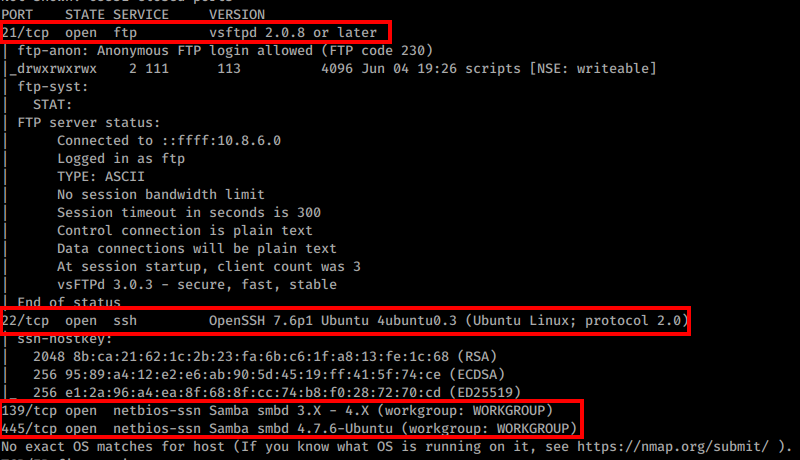 PORT    STATE SERVICE     VERSION
21/tcp  open  ftp         vsftpd 2.0.8 or later
| ftp-anon: Anonymous FTP login allowed (FTP code 230)
|_drwxrwxrwx    2 111      113          4096 Jun 04 19:26 scripts [NSE: writeable]
| ftp-syst:
|   STAT:
| FTP server status:
|      Connected to ::ffff:10.8.6.0
|      Logged in as ftp
|      TYPE: ASCII
|      No session bandwidth limit
|      Session timeout in seconds is 300
|      Control connection is plain text
|      Data connections will be plain text
|      At session startup, client count was 3
|      vsFTPd 3.0.3 - secure, fast, stable
|_End of status
22/tcp  open  ssh         OpenSSH 7.6p1 Ubuntu 4ubuntu0.3 (Ubuntu Linux; protocol 2.0)
| ssh-hostkey:
|   2048 8b:ca:21:62:1c:2b:23:fa:6b:c6:1f:a8:13:fe:1c:68 (RSA)
|   256 95:89:a4:12:e2:e6:ab:90:5d:45:19:ff:41:5f:74:ce (ECDSA)
|_  256 e1:2a:96:a4:ea:8f:68:8f:cc:74:b8:f0:28:72:70:cd (ED25519)
139/tcp open  netbios-ssn Samba smbd 3.X - 4.X (workgroup: WORKGROUP)
445/tcp open  netbios-ssn Samba smbd 4.7.6-Ubuntu (workgroup: WORKGROUP)
No exact OS matches for host (If you know what OS is running on it, see https://nmap.org/submit/ ).